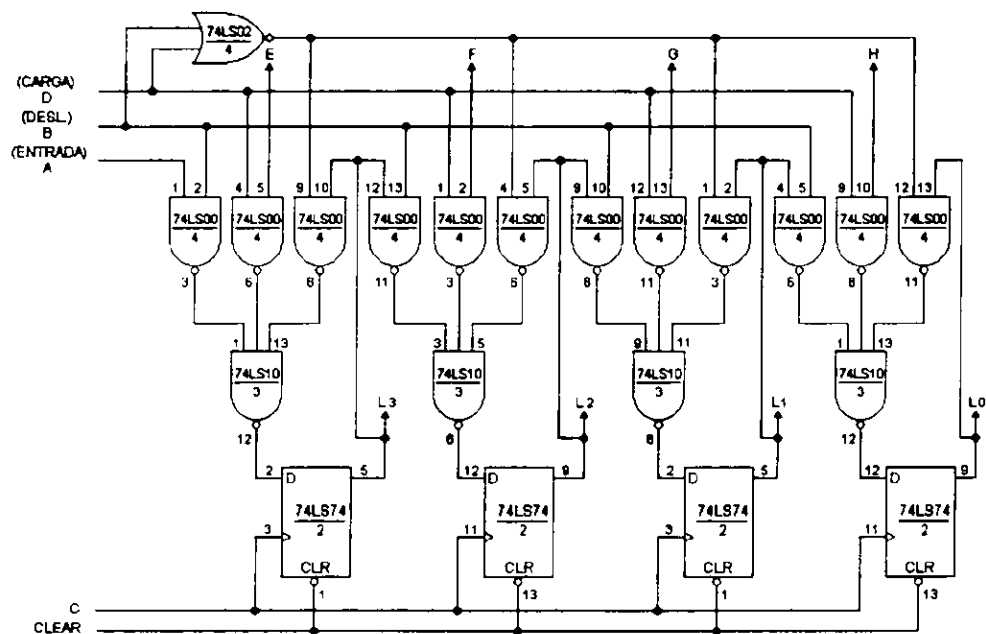 74LS02
4
E F G H
(CARGA)
D
(DESL.)
B
(ENTRADA)
A
1 2 4 5 9 10 12 13 1 2 4 5 9 10 12 13 1 2 4 5 9 10 12 13
74LS00 74LS00 74LS00 74LS00 74LS00 74LS00 74LS00 74LS00 74LS00 74LS00 74LS00 74LS00
4 4 4 4 4 4 4 4 4 4 4 4
3 6 8 11 3 6 8 11 3 6 8 11
1 13 3 5 9 11 1 13
74LS10 74LS10 74LS10 74LS10
3 3 3 3
L3 L2 L1 L0
12 6 8 12
2 5 12 9 2 5 12 9
D D D D
74LS74 74LS74 74LS74 74LS74
2 2 2 2
3 11 3 11
CLR CLR CLR CLR
1 13 1 13
C
CLEAR